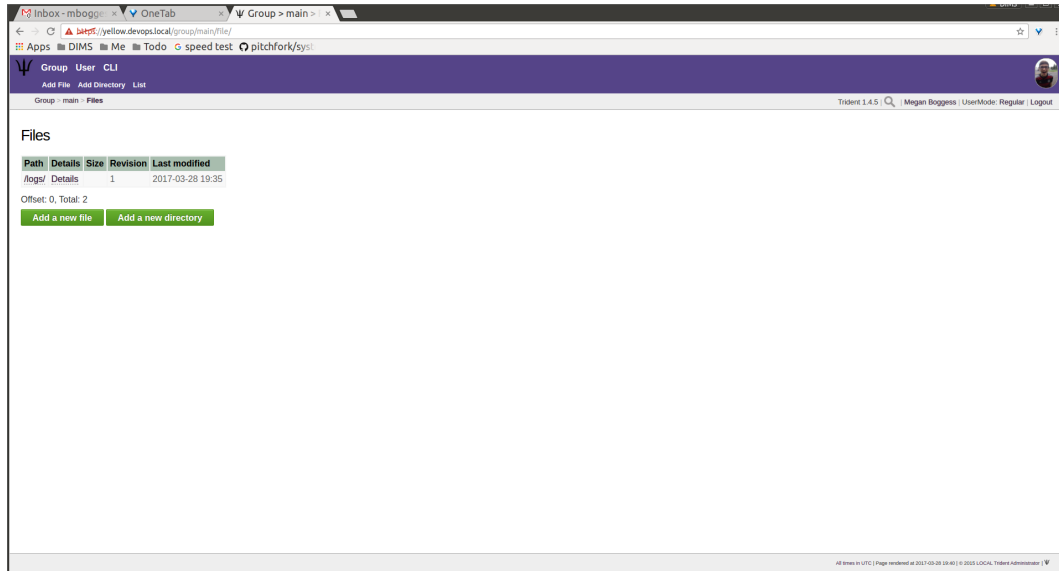 Inbox - mbogge × OneTab × Ψ Group > main > ×
https://yellow.devops.local/group/main/file/
Apps DIMS Me Todo speed test pitchfork/syst
Group User CLI
Add File Add Directory List
Group > main > Files
Trident 1.4.5 | | Megan Boggess | UserMode: Regular | Logout
Files
Path Details Size Revision Last modified
/logs/ Details 1 2017-03-28 19:35
Offset: 0, Total: 2
Add a new file Add a new directory
All times in UTC | Page rendered at 2017-03-28 19:40 | © 2015 LOCAL Trident Administrator | Ψ